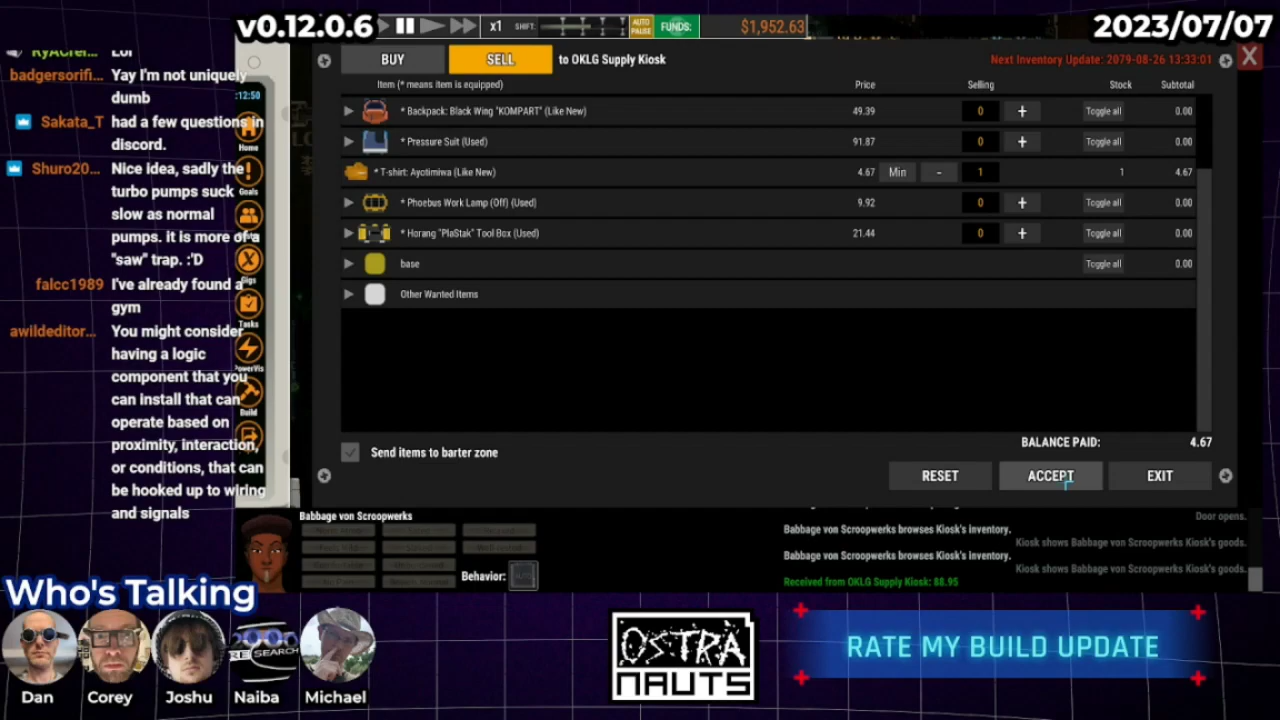 v0.12.0.6
x1
SHIFT:
AUTO
PAUSE
FUNDS:
$1,952.63
2023/07/07
Lol
badgersorifi... Yay I'm not uniquely
dumb
Sakata_T had a few questions in
discord.
Shuro20... Nice idea, sadly the
turbo pumps suck
slow as normal
pumps. it is more of a
"saw" trap. :'D
falcc1989 I've already found a
gym
awildeditor... You might consider
having a logic
component that you
can install that can
operate based on
proximity, interaction,
or conditions, that can
be hooked up to wiring
and signals
:12:50
Home
Goals
Gigs
Tasks
PowerVis
Build
BUY
SELL
to OKLG Supply Kiosk
Next Inventory Update: 2079-08-26 13:33:01
X
Item (* means item is equipped) Price Selling Stock Subtotal
* Backpack: Black Wing "KOMPART" (Like New) 49.39 0 + Toggle all 0.00
* Pressure Suit (Used) 91.87 0 + Toggle all 0.00
* T-shirt: Ayotimiwa (Like New) 4.67 Min - 1 1 4.67
* Phoebus Work Lamp (Off) (Used) 9.92 0 + Toggle all 0.00
* Horang "PlaStak" Tool Box (Used) 21.44 0 + Toggle all 0.00
base Toggle all 0.00
Other Wanted Items
BALANCE PAID: 4.67
Send items to barter zone
RESET
ACCEPT
EXIT
Babbage von Scroopwerks
Behavior:
AUTO
Door opens.
Babbage von Scroopwerks browses Kiosk's inventory.
Kiosk shows Babbage von Scroopwerks Kiosk's goods.
Babbage von Scroopwerks browses Kiosk's inventory.
Kiosk shows Babbage von Scroopwerks Kiosk's goods.
Received from OKLG Supply Kiosk: 88.95
Who's Talking
RE SEARCH
Dan
Corey
Joshu
Naiba
Michael
OSTRA
NAUTS
RATE MY BUILD UPDATE